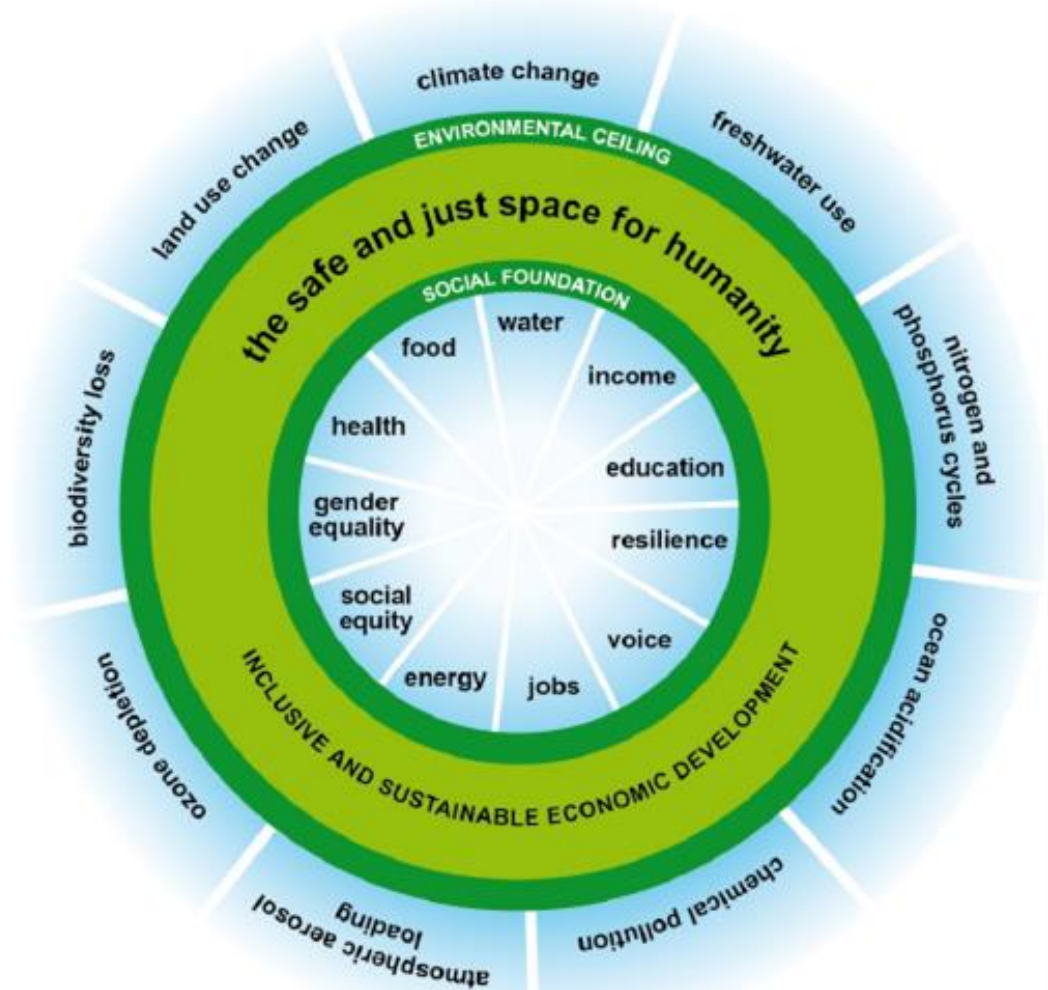 climate change
freshwater use
nitrogen and
phosphorus cycles
ocean acidification
chemical pollution
atmospheric aerosol
loading
ozone depletion
biodiversity loss
land use change
ENVIRONMENTAL CEILING
the safe and just space for humanity
SOCIAL FOUNDATION
water
income
education
resilience
voice
jobs
energy
social
equity
gender
equality
health
food
INCLUSIVE AND SUSTAINABLE ECONOMIC DEVELOPMENT